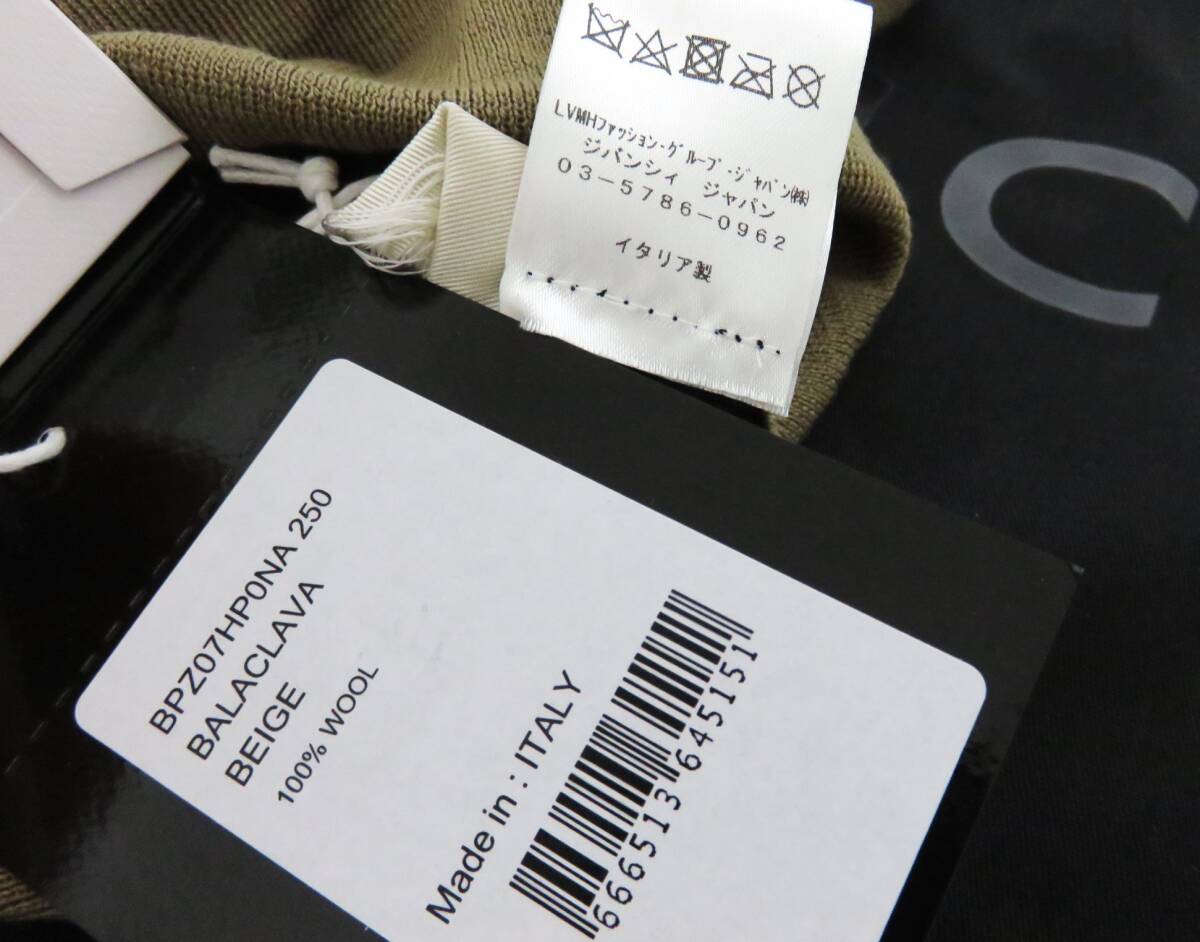 LVMHファッション・グループ・ジャパン㈱
ジバンシィ ジャパン
03-5786-0962
イタリア製
C
BPZ07HP0NA 250
BALACLAVA
BEIGE
100% WOOL
Made in : ITALY
666513 645151